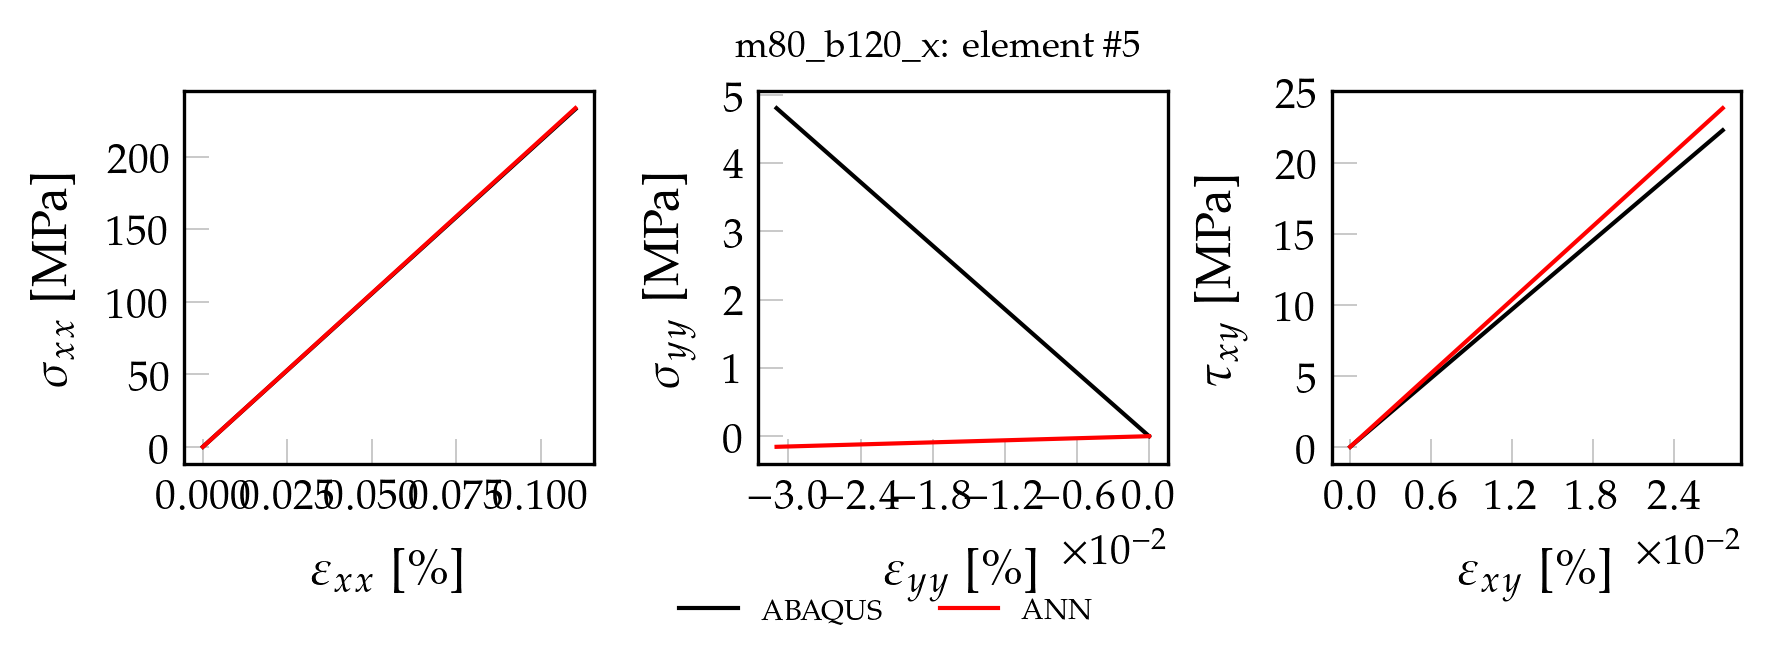 m80_b120_x: element #5
σxx [MPa]
200
150
100
50
0
0.000 0.025 0.050 0.075 0.100
εxx [%]
σyy [MPa]
5
4
3
2
1
0
−3.0 −2.4 −1.8 −1.2 −0.6 0.0
×10−2
εyy [%]
τxy [MPa]
25
20
15
10
5
0
0.0 0.6 1.2 1.8 2.4
×10−2
εxy [%]
ABAQUS ANN